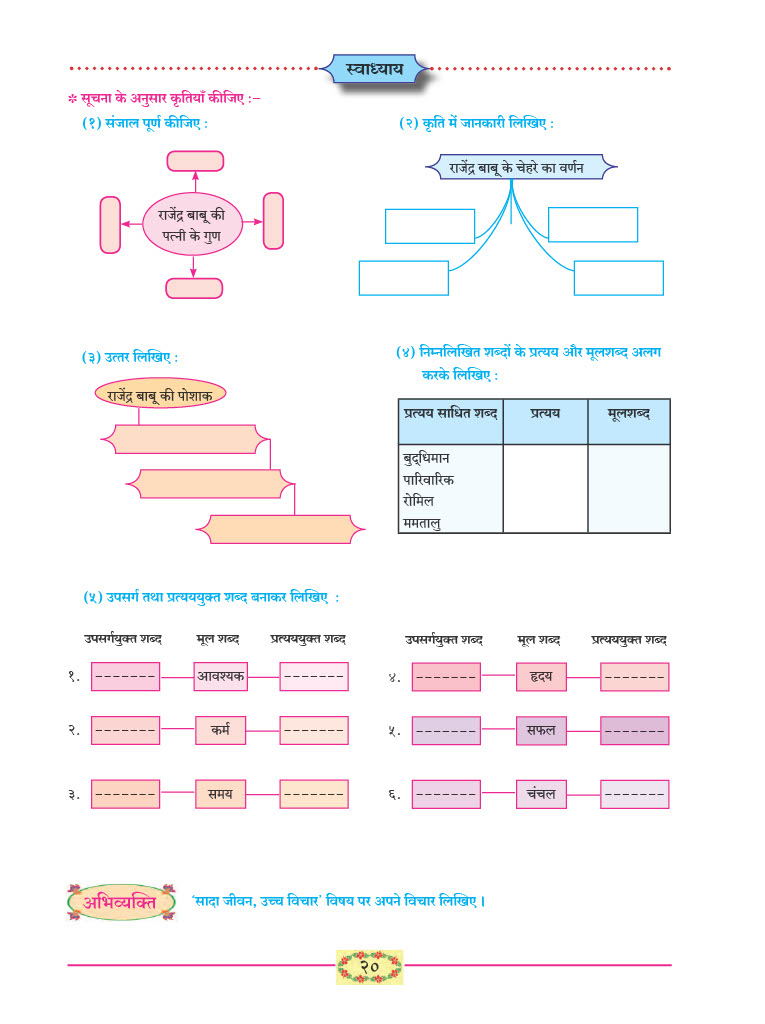 स्वाध्याय
✽ सूचना के अनुसार कृतियाँ कीजिए :–
(१) संजाल पूर्ण कीजिए :
राजेंद्र बाबू की
पत्नी के गुण
(२) कृति में जानकारी लिखिए :
राजेंद्र बाबू के चेहरे का वर्णन
(३) उत्तर लिखिए :
राजेंद्र बाबू की पोशाक
(४) निम्नलिखित शब्दों के प्रत्यय और मूलशब्द अलग
करके लिखिए :
प्रत्यय साधित शब्द प्रत्यय मूलशब्द
बुद्धिमान
पारिवारिक
रोमिल
ममतालु
(५) उपसर्ग तथा प्रत्यययुक्त शब्द बनाकर लिखिए :
उपसर्गयुक्त शब्द मूल शब्द प्रत्यययुक्त शब्द
१. ------- आवश्यक -------
२. ------- कर्म -------
३. ------- समय -------
उपसर्गयुक्त शब्द मूल शब्द प्रत्यययुक्त शब्द
४. ------- हृदय -------
५. ------- सफल -------
६. ------- चंचल -------
अभिव्यक्ति
‘सादा जीवन, उच्च विचार’ विषय पर अपने विचार लिखिए ।
२०